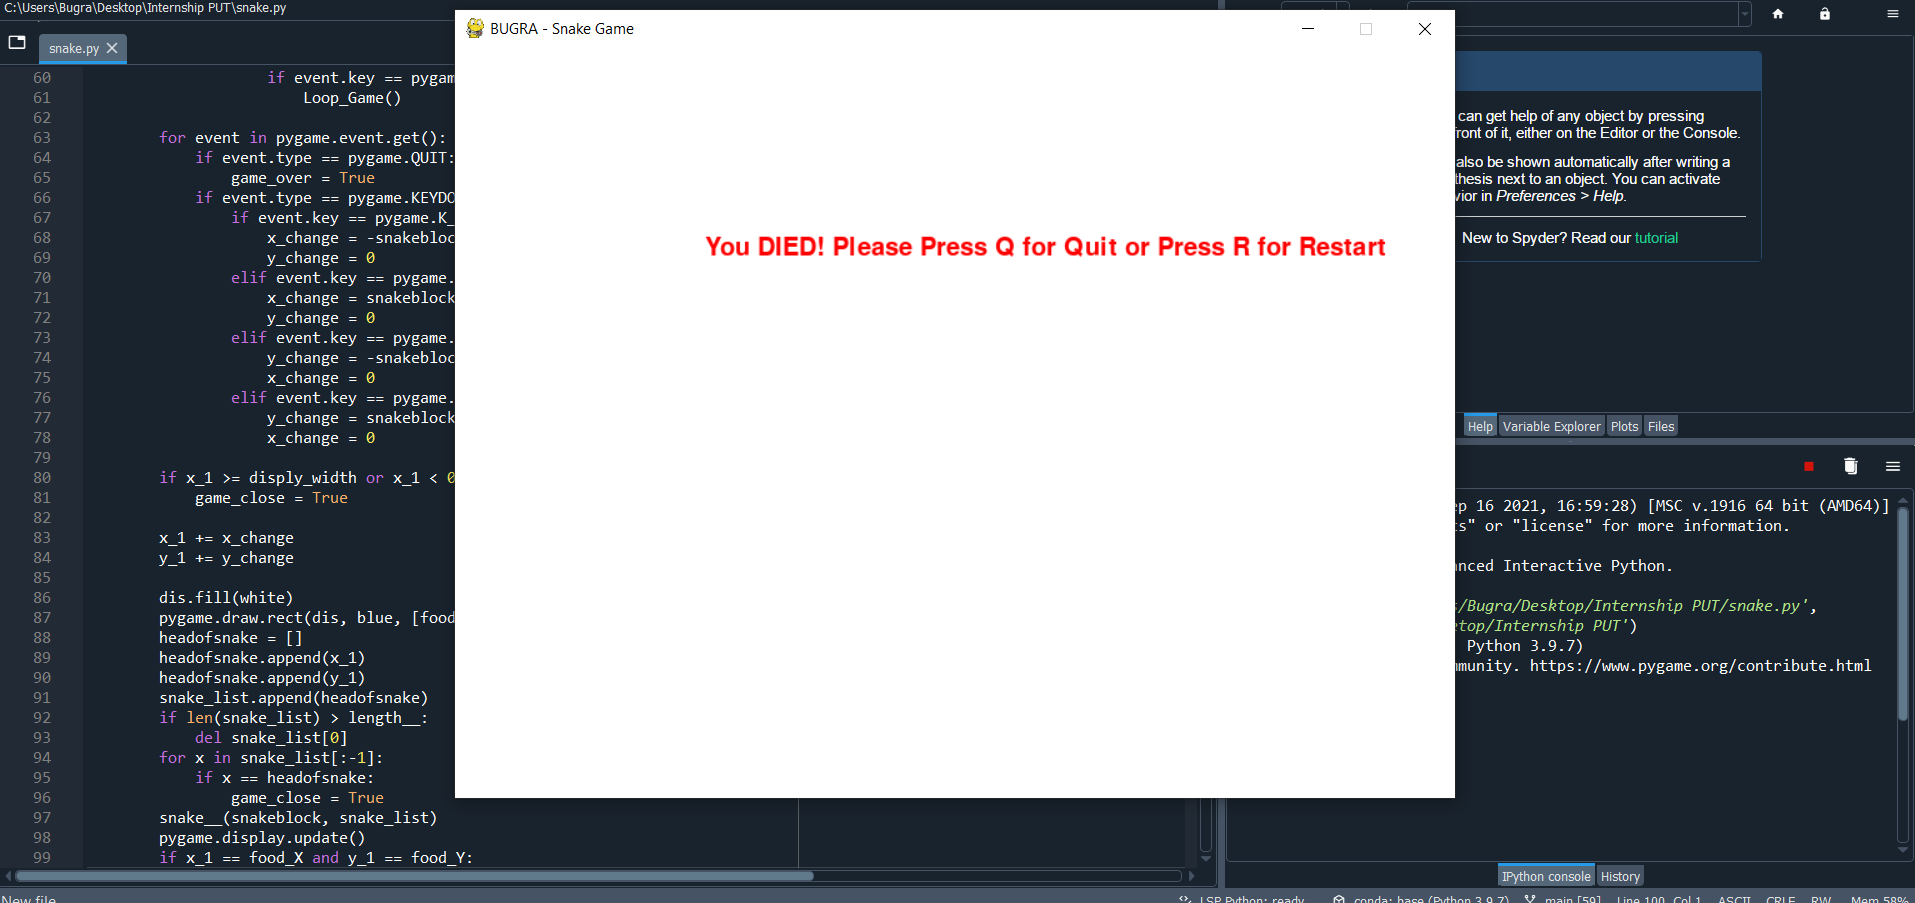 C:\Users\Bugra\Desktop\Internship PUT\snake.py
snake.py
60 if event.key == pygam
61 Loop_Game()
62
63 for event in pygame.event.get():
64 if event.type == pygame.QUIT:
65 game_over = True
66 if event.type == pygame.KEYDO
67 if event.key == pygame.K_
68 x_change = -snakebloc
69 y_change = 0
70 elif event.key == pygame.
71 x_change = snakeblock
72 y_change = 0
73 elif event.key == pygame.
74 y_change = -snakebloc
75 x_change = 0
76 elif event.key == pygame.
77 y_change = snakeblock
78 x_change = 0
79
80 if x_1 >= disply_width or x_1 < 0
81 game_close = True
82
83 x_1 += x_change
84 y_1 += y_change
85
86 dis.fill(white)
87 pygame.draw.rect(dis, blue, [food
88 headofsnake = []
89 headofsnake.append(x_1)
90 headofsnake.append(y_1)
91 snake_list.append(headofsnake)
92 if len(snake_list) > length__:
93 del snake_list[0]
94 for x in snake_list[:-1]:
95 if x == headofsnake:
96 game_close = True
97 snake__(snakeblock, snake_list)
98 pygame.display.update()
99 if x_1 == food_X and y_1 == food_Y:
BUGRA - Snake Game
You DIED! Please Press Q for Quit or Press R for Restart
can get help of any object by pressing
front of it, either on the Editor or the Console.
also be shown automatically after writing a
thesis next to an object. You can activate
vior in Preferences > Help.
New to Spyder? Read our tutorial
Help Variable Explorer Plots Files
ep 16 2021, 16:59:28) [MSC v.1916 64 bit (AMD64)]
ts" or "license" for more information.
anced Interactive Python.
s/Bugra/Desktop/Internship PUT/snake.py',
ktop/Internship PUT')
Python 3.9.7)
mmunity. https://www.pygame.org/contribute.html
IPython console History
New file
LSP Python: ready conda: base (Python 3.9.7) main [59] Line 100, Col 1 ASCII CRLF RW Mem 58%